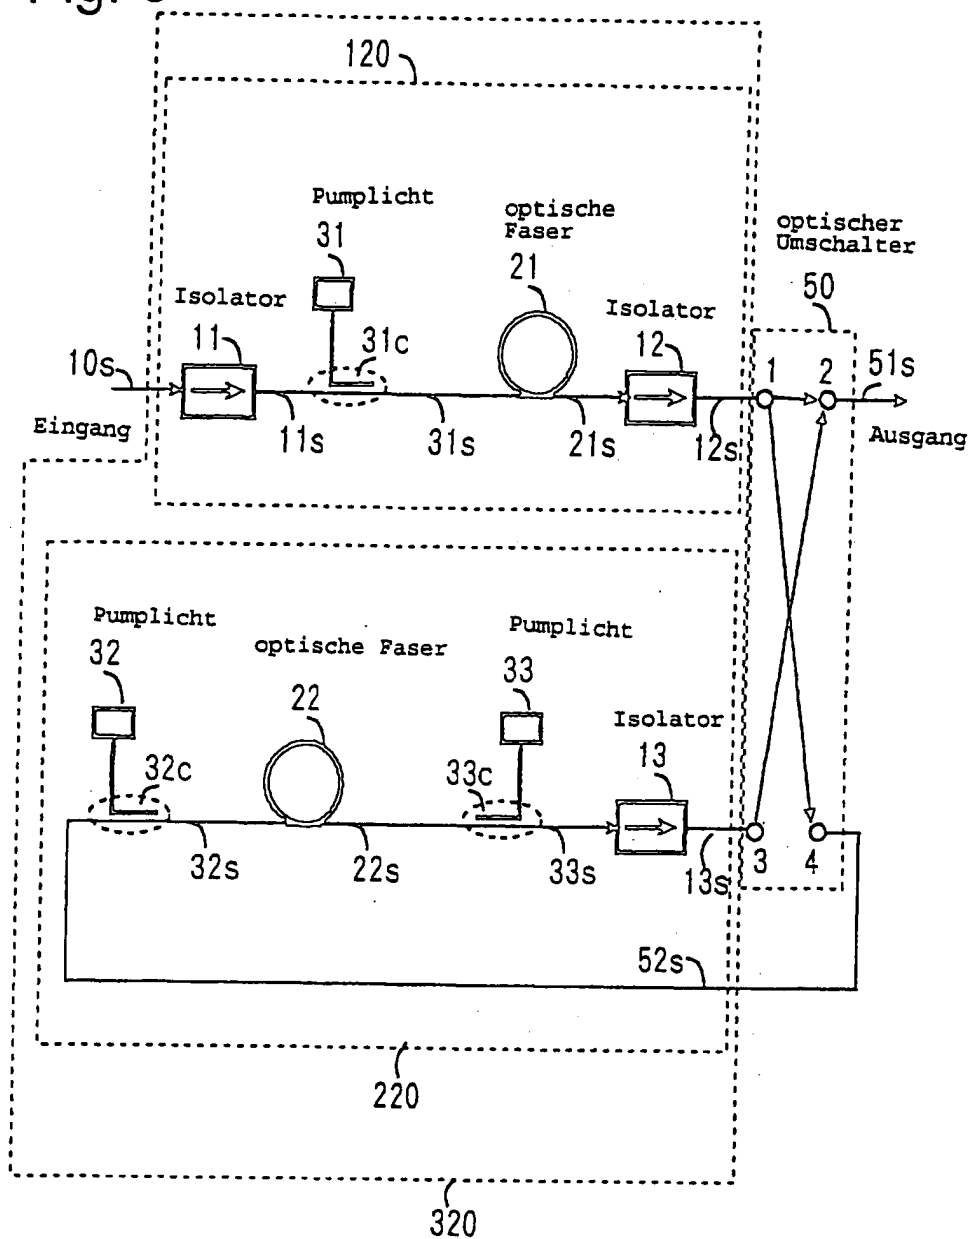 120
Pumplicht
31
optische
Faser
21
optischer
Umschalter
50
Isolator
11
31c
Isolator
12
10s
1
2
51s
Eingang
11s
31s
21s
12s
Ausgang
Pumplicht
32
optische Faser
22
Pumplicht
33
Isolator
13
32c
33c
32s
22s
33s
13s
3
4
52s
220
320